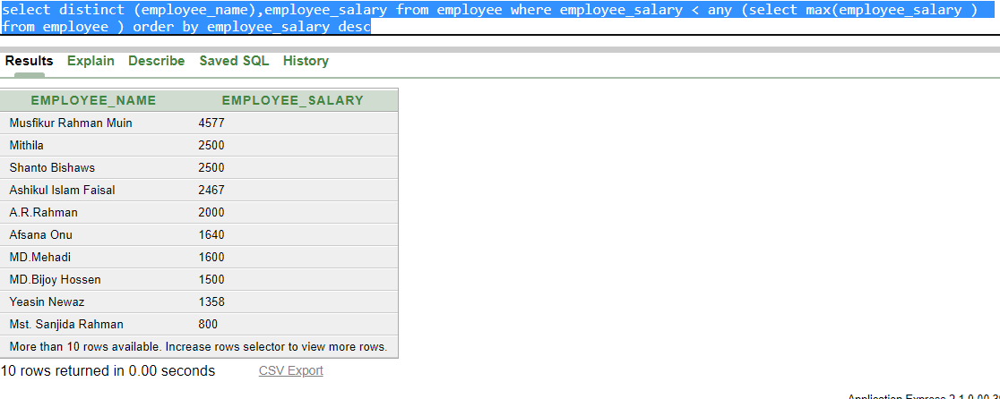 select distinct (employee_name),employee_salary from employee where employee_salary < any (select max(employee_salary )
from employee ) order by employee_salary desc
Results Explain Describe Saved SQL History
EMPLOYEE_NAME EMPLOYEE_SALARY
Musfikur Rahman Muin 4577
Mithila 2500
Shanto Bishaws 2500
Ashikul Islam Faisal 2467
A.R.Rahman 2000
Afsana Onu 1640
MD.Mehadi 1600
MD.Bijoy Hossen 1500
Yeasin Newaz 1358
Mst. Sanjida Rahman 800
More than 10 rows available. Increase rows selector to view more rows.
10 rows returned in 0.00 seconds CSV Export
Application Express